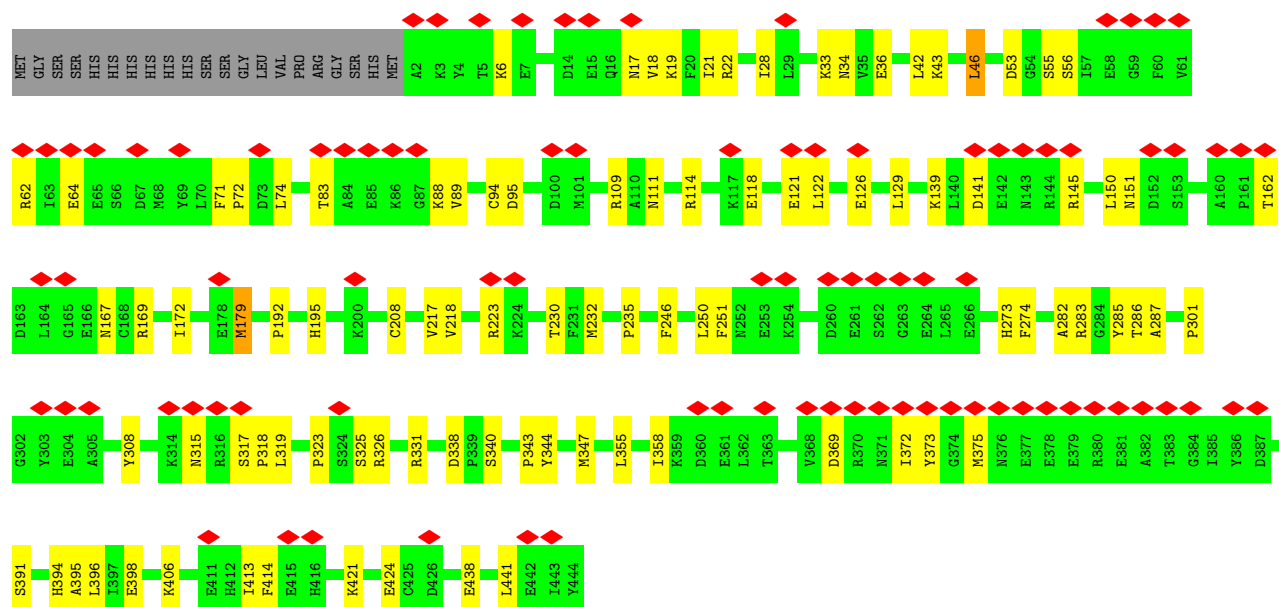 MET GLY SER SER HIS HIS HIS HIS HIS HIS SER SER GLY LEU VAL PRO ARG GLY SER HIS MET A2 K3 Y4 T5 K6 E7 D14 E15 Q16 N17 V18 K19 F20 I21 R22 I28 L29 K33 N34 V35 E36 L42 K43 L46 D53 G54 S55 S56 I57 E58 G59 F60 V61
R62 I63 E64 E65 S66 D67 M68 Y69 L70 F71 P72 D73 L74 T83 A84 E85 K86 G87 K88 V89 C94 D95 D100 M101 R109 A110 N111 R114 K117 E118 E121 L122 E126 L129 K139 L140 D141 E142 N143 R144 R145 L150 N151 D152 S153 A160 P161 T162
D163 L164 G165 E166 N167 C168 R169 I172 E178 M179 P192 H195 K200 C208 V217 V218 R223 K224 T230 F231 M232 P235 F246 L250 F251 N252 E253 K254 D260 E261 S262 G263 E264 L265 E266 H273 F274 A282 R283 G284 Y285 T286 A287 P301
G302 Y303 E304 A305 Y308 K314 N315 R316 S317 P318 L319 P323 S324 S325 R326 R331 D338 P339 S340 P343 Y344 M347 L355 I358 K359 D360 E361 L362 T363 V368 D369 R370 N371 I372 Y373 G374 M375 N376 E377 E378 E379 R380 E381 A382 T383 G384 I385 Y386 D387
S391 H394 A395 L396 I397 E398 K406 E411 H412 I413 F414 E415 H416 K421 E424 C425 D426 E438 L441 E442 I443 Y444